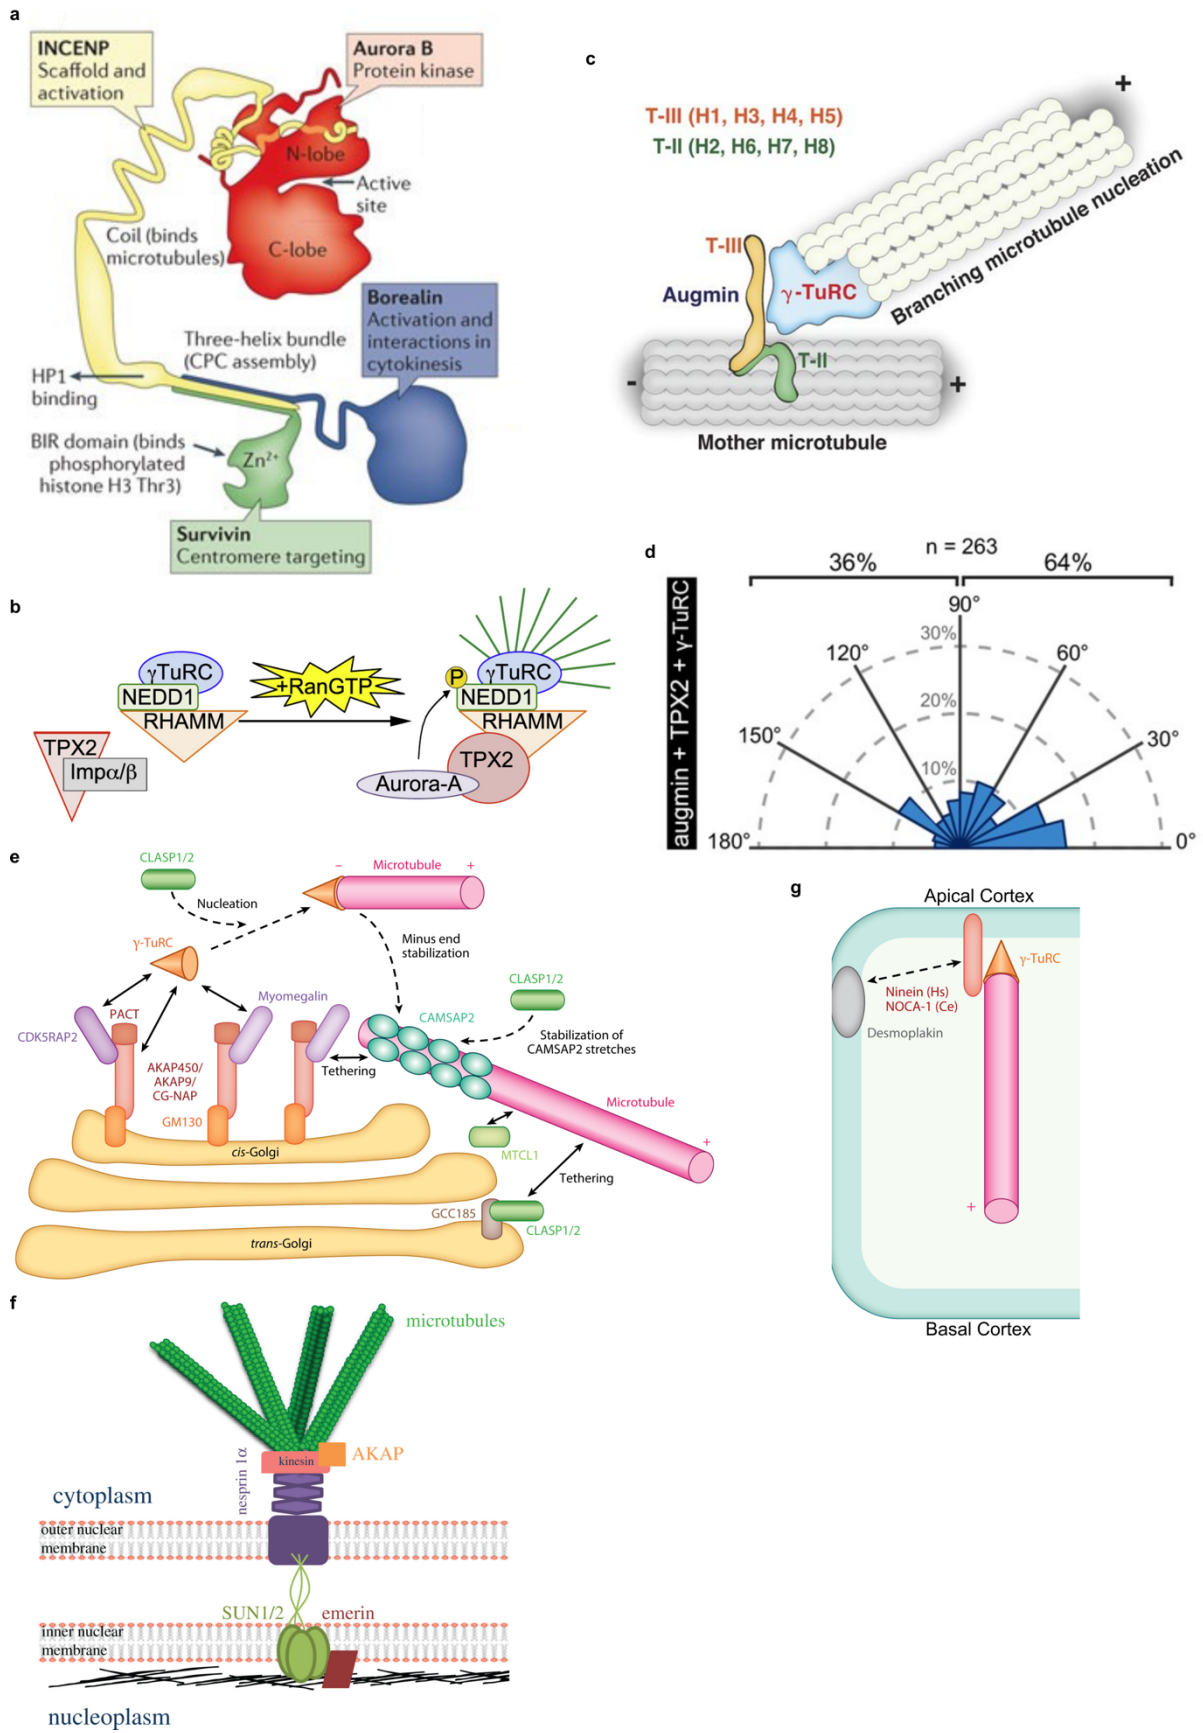 a
INCENP
Scaffold and
activation
Aurora B
Protein kinase
N-lobe
Active
site
C-lobe
Coil (binds
microtubules)
Borealin
Activation and
interactions in
cytokinesis
Three-helix bundle
(CPC assembly)
HP1
binding
BIR domain (binds
phosphorylated
histone H3 Thr3)
Zn²⁺
Survivin
Centromere targeting
b
γTuRC
NEDD1
RHAMM
TPX2
Impα/β
+RanGTP
P
γTuRC
NEDD1
RHAMM
TPX2
Aurora-A
c
T-III (H1, H3, H4, H5)
T-II (H2, H6, H7, H8)
+
Branching microtubule nucleation
T-III
Augmin
γ-TuRC
T-II
-
+
Mother microtubule
d
augmin + TPX2 + γ-TuRC
n = 263
36%
64%
90°
30%
120°
60°
20%
150°
30°
10%
180°
0°
e
CLASP1/2
Nucleation
– Microtubule +
γ-TuRC
Minus end
stabilization
CLASP1/2
Myomegalin
PACT
CDK5RAP2
CAMSAP2
Stabilization of
CAMSAP2 stretches
AKAP450/
AKAP9/
CG-NAP
Tethering
GM130
Microtubule
cis-Golgi
MTCL1
+
Tethering
GCC185
CLASP1/2
trans-Golgi
g
Apical Cortex
γ-TuRC
Ninein (Hs)
NOCA-1 (Ce)
Desmoplakin
+
Basal Cortex
f
microtubules
kinesin
AKAP
nesprin 1α
cytoplasm
outer nuclear
membrane
SUN1/2
emerin
inner nuclear
membrane
nucleoplasm